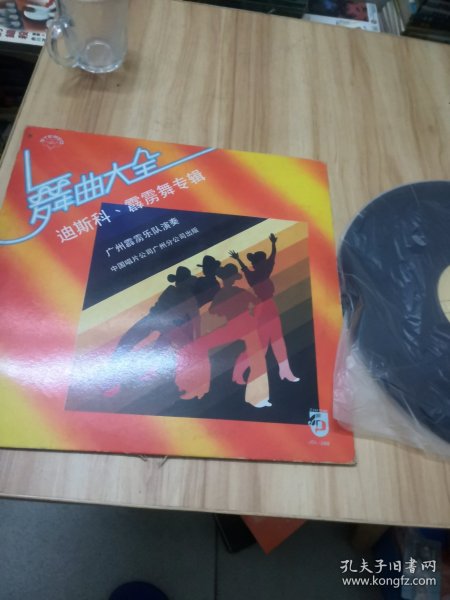 STEREO
舞曲大全
迪斯科、霹雳舞专辑
广州霹雳乐队演奏
中国唱片公司广州分公司出版
孔夫子旧书网
www.kongfz.com